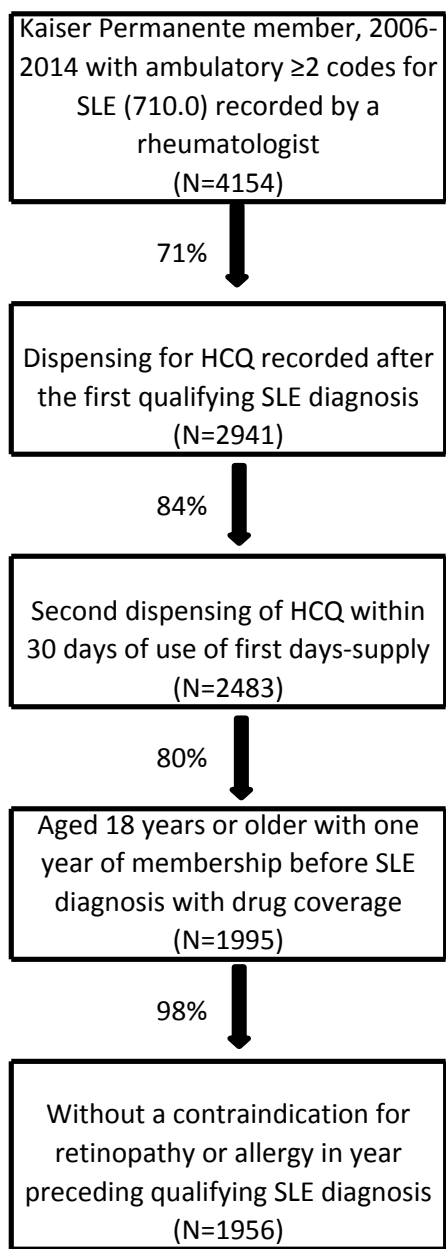 Kaiser Permanente member, 2006-
2014 with ambulatory ≥2 codes for
SLE (710.0) recorded by a
rheumatologist
(N=4154)
71%
Dispensing for HCQ recorded after
the first qualifying SLE diagnosis
(N=2941)
84%
Second dispensing of HCQ within
30 days of use of first days-supply
(N=2483)
80%
Aged 18 years or older with one
year of membership before SLE
diagnosis with drug coverage
(N=1995)
98%
Without a contraindication for
retinopathy or allergy in year
preceding qualifying SLE diagnosis
(N=1956)